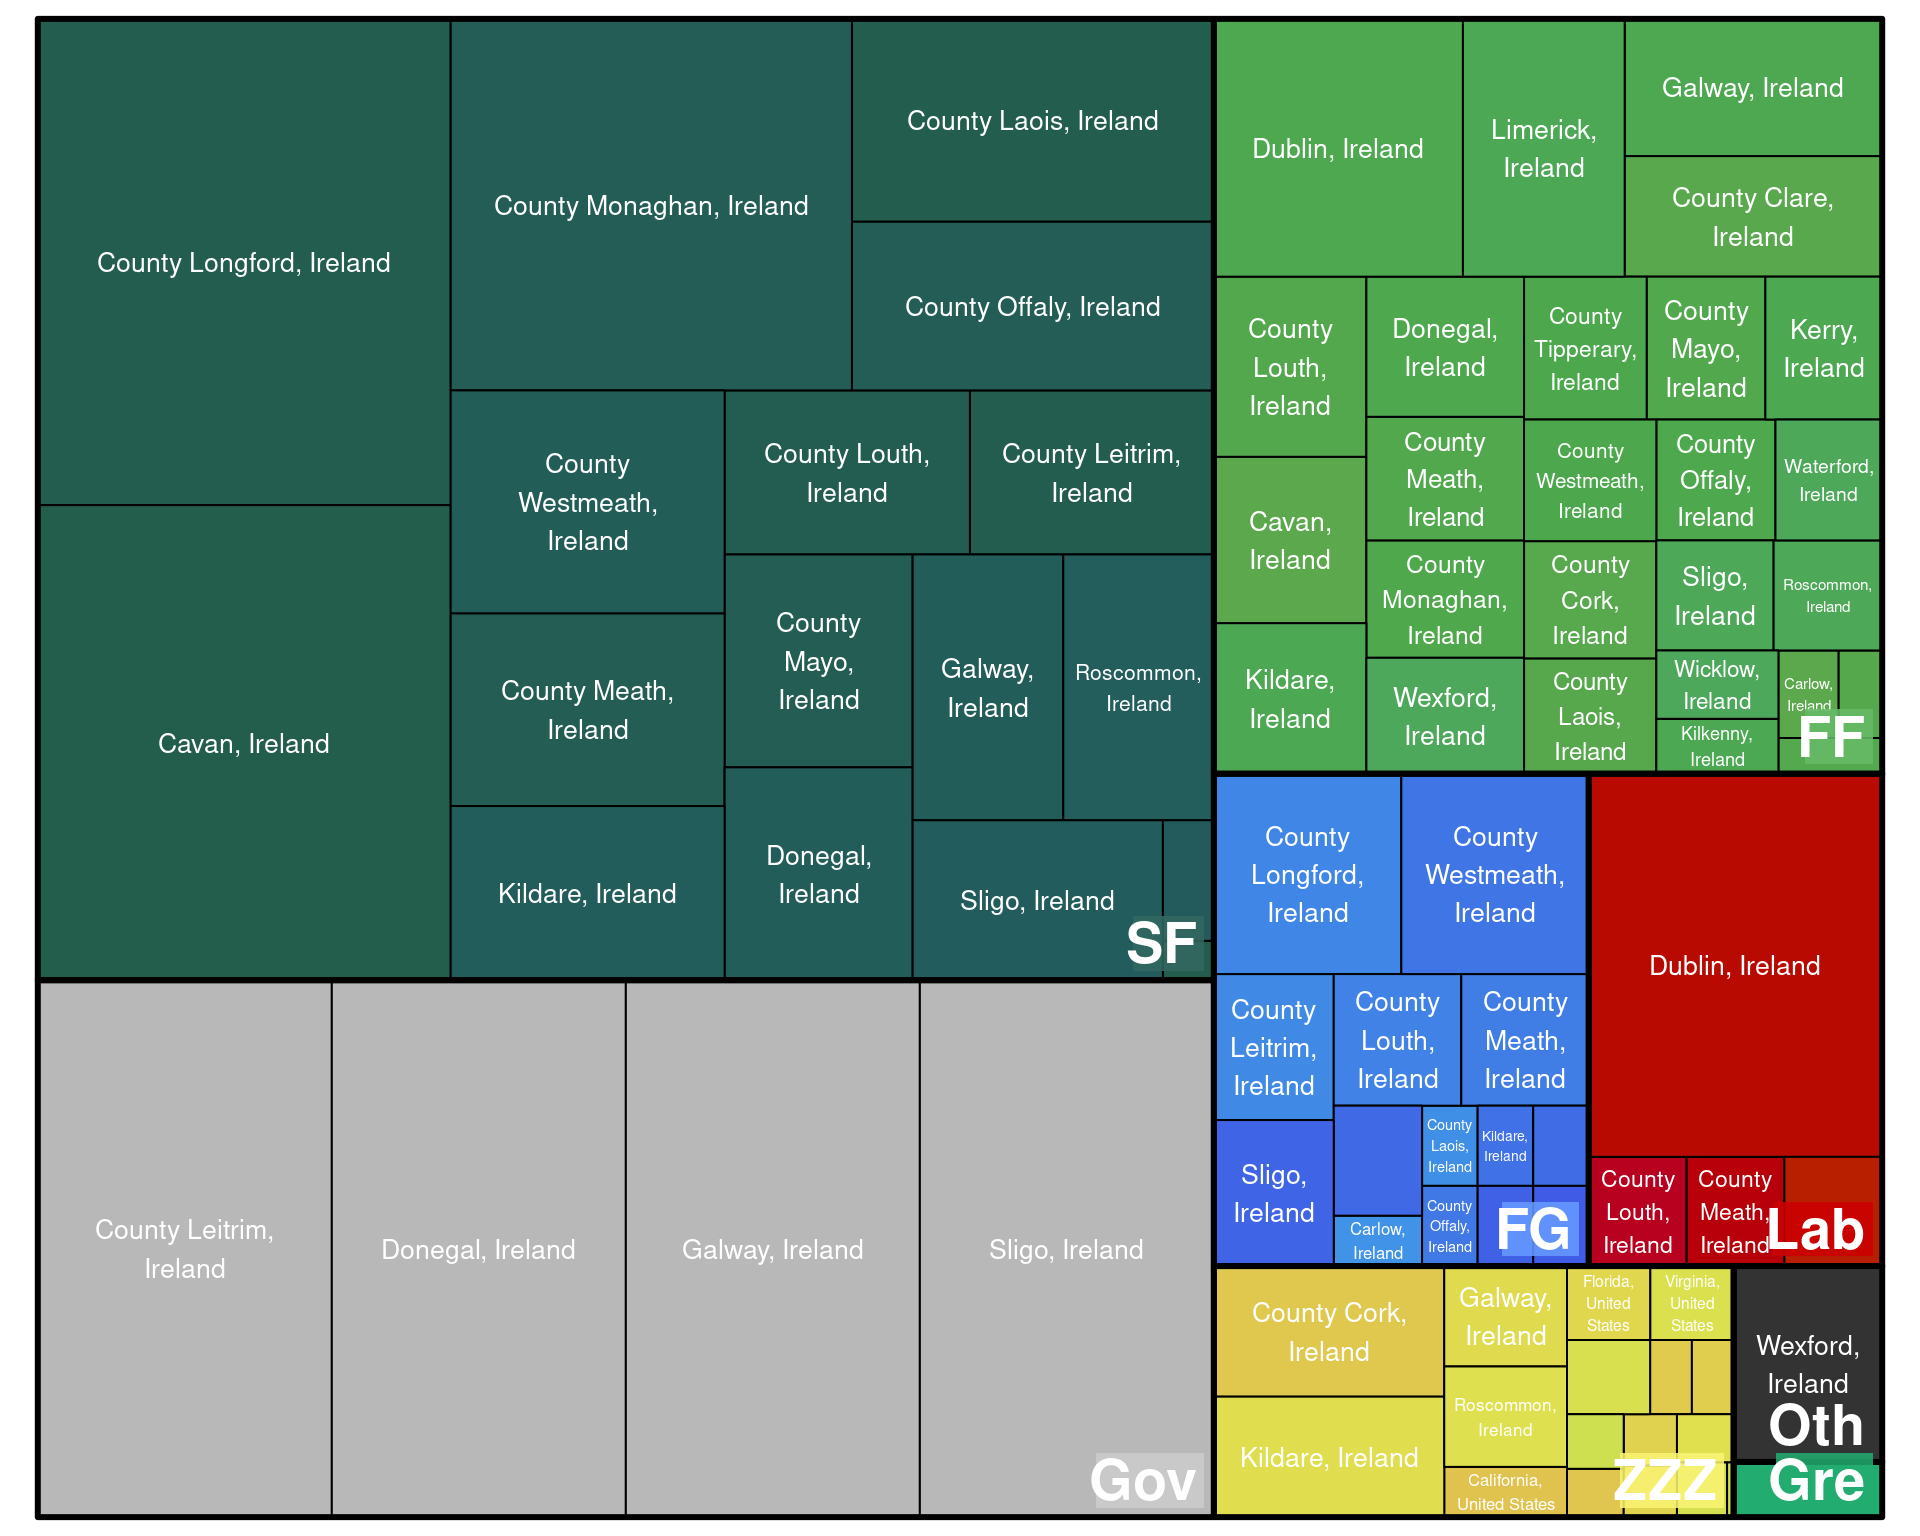 County Longford, Ireland
Cavan, Ireland
County Monaghan, Ireland
County Laois, Ireland
County Offaly, Ireland
County
Westmeath,
Ireland
County Louth,
Ireland
County Leitrim,
Ireland
County Meath,
Ireland
Kildare, Ireland
County
Mayo,
Ireland
Donegal,
Ireland
Galway,
Ireland
Roscommon,
Ireland
Sligo, Ireland
SF
County Leitrim,
Ireland
Donegal, Ireland
Galway, Ireland
Sligo, Ireland
Gov
Dublin, Ireland
Limerick,
Ireland
Galway, Ireland
County Clare,
Ireland
County
Louth,
Ireland
Cavan,
Ireland
Kildare,
Ireland
Donegal,
Ireland
County
Meath,
Ireland
County
Monaghan,
Ireland
Wexford,
Ireland
County
Tipperary,
Ireland
County
Mayo,
Ireland
Kerry,
Ireland
County
Westmeath,
Ireland
County
Offaly,
Ireland
Waterford,
Ireland
County
Cork,
Ireland
County
Laois,
Ireland
Sligo,
Ireland
Roscommon,
Ireland
Wicklow,
Ireland
Kilkenny,
Ireland
Carlow,
Ireland
FF
County
Longford,
Ireland
County
Westmeath,
Ireland
County
Leitrim,
Ireland
Sligo,
Ireland
County
Louth,
Ireland
County
Meath,
Ireland
Carlow,
Ireland
County
Laois,
Ireland
Kildare,
Ireland
County
Offaly,
Ireland
FG
Dublin, Ireland
County
Louth,
Ireland
County
Meath,
Ireland
Lab
County Cork,
Ireland
Kildare, Ireland
Galway,
Ireland
Roscommon,
Ireland
California,
United States
Florida,
United
States
Virginia,
United
States
ZZZ
Wexford,
Ireland
Oth
Gre